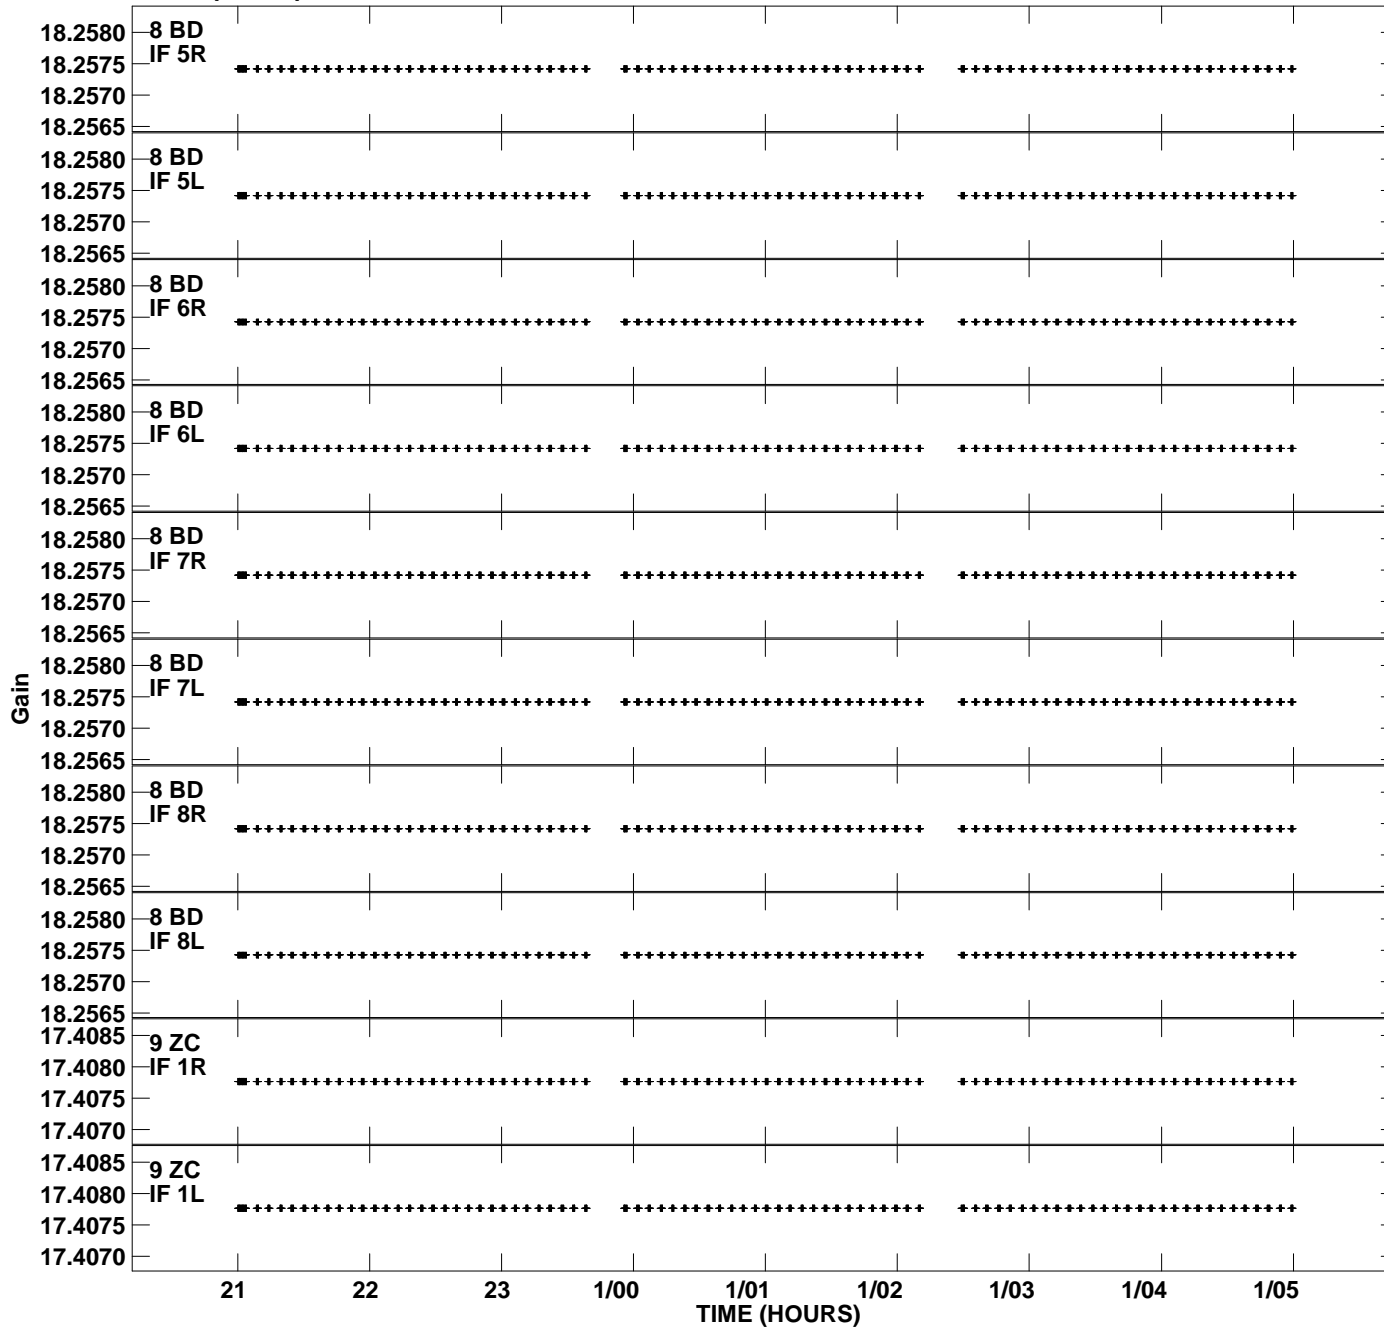 18.2580
18.2575
18.2570
18.2565
8 BD
IF 5R
18.2580
18.2575
18.2570
18.2565
8 BD
IF 5L
18.2580
18.2575
18.2570
18.2565
8 BD
IF 6R
18.2580
18.2575
18.2570
18.2565
8 BD
IF 6L
18.2580
18.2575
18.2570
18.2565
8 BD
IF 7R
18.2580
18.2575
18.2570
18.2565
8 BD
IF 7L
18.2580
18.2575
18.2570
18.2565
8 BD
IF 8R
18.2580
18.2575
18.2570
18.2565
8 BD
IF 8L
17.4085
17.4080
17.4075
17.4070
9 ZC
IF 1R
17.4085
17.4080
17.4075
17.4070
9 ZC
IF 1L
Gain
21 22 23 1/00 1/01 1/02 1/03 1/04 1/05
TIME (HOURS)